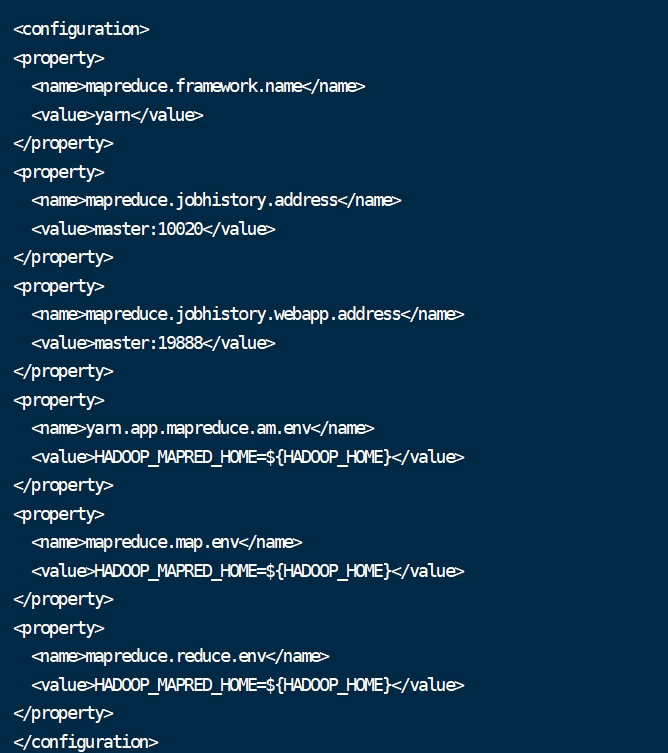 <configuration>
<property>
  <name>mapreduce.framework.name</name>
  <value>yarn</value>
</property>
<property>
  <name>mapreduce.jobhistory.address</name>
  <value>master:10020</value>
</property>
<property>
  <name>mapreduce.jobhistory.webapp.address</name>
  <value>master:19888</value>
</property>
<property>
  <name>yarn.app.mapreduce.am.env</name>
  <value>HADOOP_MAPRED_HOME=${HADOOP_HOME}</value>
</property>
<property>
  <name>mapreduce.map.env</name>
  <value>HADOOP_MAPRED_HOME=${HADOOP_HOME}</value>
</property>
<property>
  <name>mapreduce.reduce.env</name>
  <value>HADOOP_MAPRED_HOME=${HADOOP_HOME}</value>
</property>
</configuration>